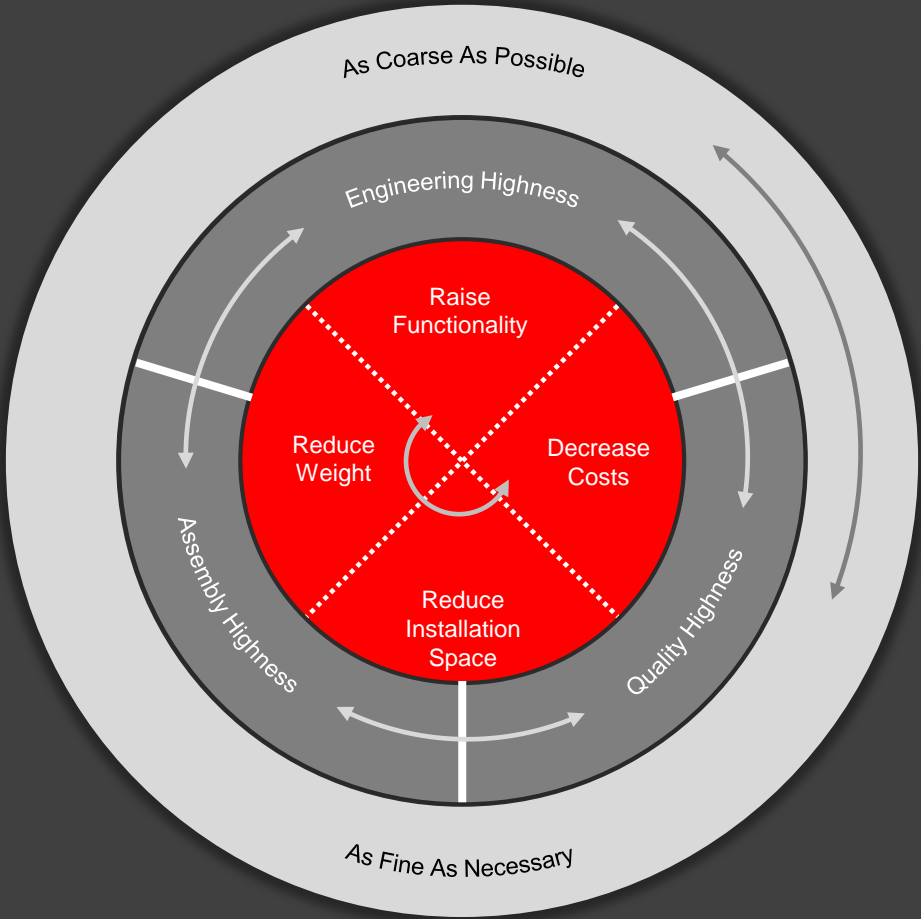 As Coarse As Possible
Engineering Highness
Raise
Functionality
Reduce
Weight
Decrease
Costs
Reduce
Installation
Space
Assembly Highness
Quality Highness
As Fine As Necessary